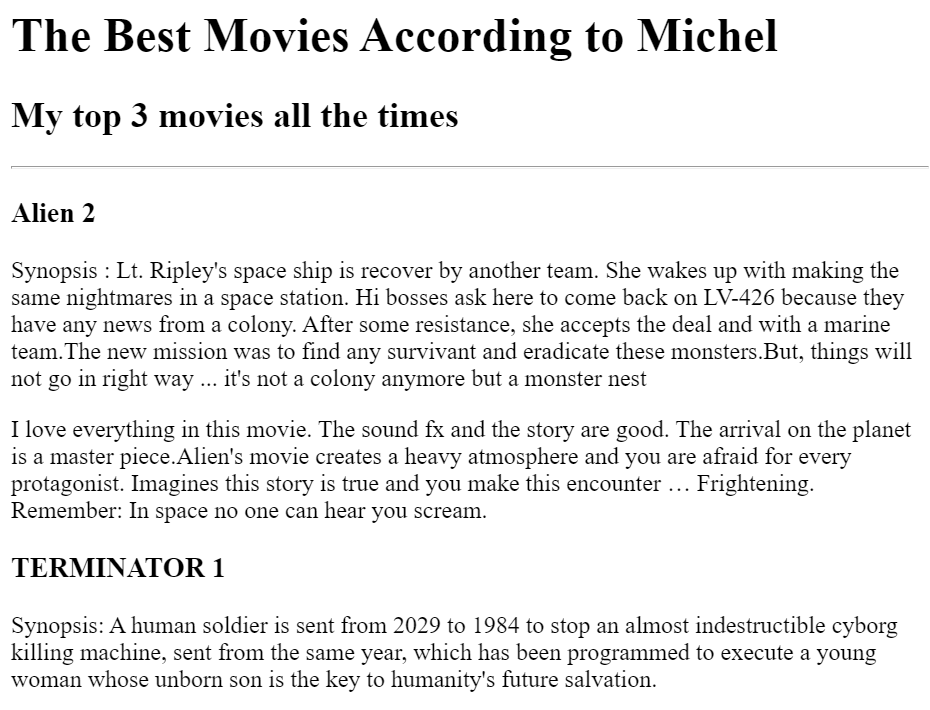 The Best Movies According to Michel
My top 3 movies all the times
Alien 2
Synopsis : Lt. Ripley's space ship is recover by another team. She wakes up with making the
same nightmares in a space station. Hi bosses ask here to come back on LV-426 because they
have any news from a colony. After some resistance, she accepts the deal and with a marine
team.The new mission was to find any survivant and eradicate these monsters.But, things will
not go in right way ... it's not a colony anymore but a monster nest
I love everything in this movie. The sound fx and the story are good. The arrival on the planet
is a master piece.Alien's movie creates a heavy atmosphere and you are afraid for every
protagonist. Imagines this story is true and you make this encounter … Frightening.
Remember: In space no one can hear you scream.
TERMINATOR 1
Synopsis: A human soldier is sent from 2029 to 1984 to stop an almost indestructible cyborg
killing machine, sent from the same year, which has been programmed to execute a young
woman whose unborn son is the key to humanity's future salvation.